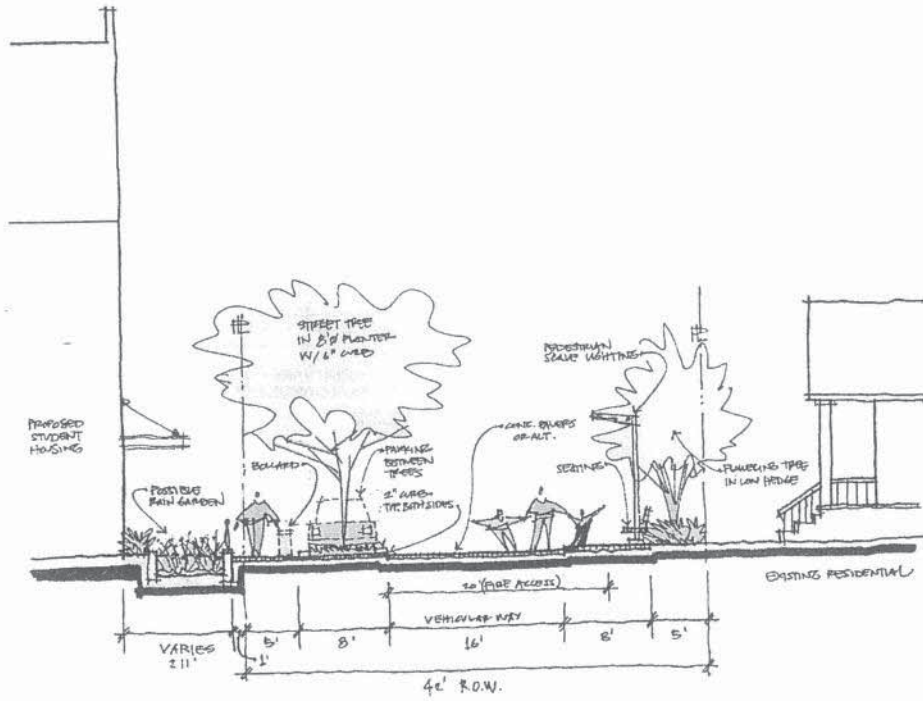 STREET TREE
IN 8'Ø PLANTER
W/ 6" CURB
PEDESTRIAN
SCALE LIGHTING
PROPOSED
STUDENT
HOUSING
BOLLARD
PARKING
BETWEEN
TREES
CONC. PAVERS
OR ALT.
SEATING
FLOWERING TREE
IN LOW HEDGE
POSSIBLE
RAIN GARDEN
2" CURB
TYP. BOTH SIDES
EXISTING RESIDENTIAL
20' (FIRE ACCESS)
VEHICULAR WAY
VARIES
±11'
1'
5'
8'
16'
8'
5'
42' R.O.W.